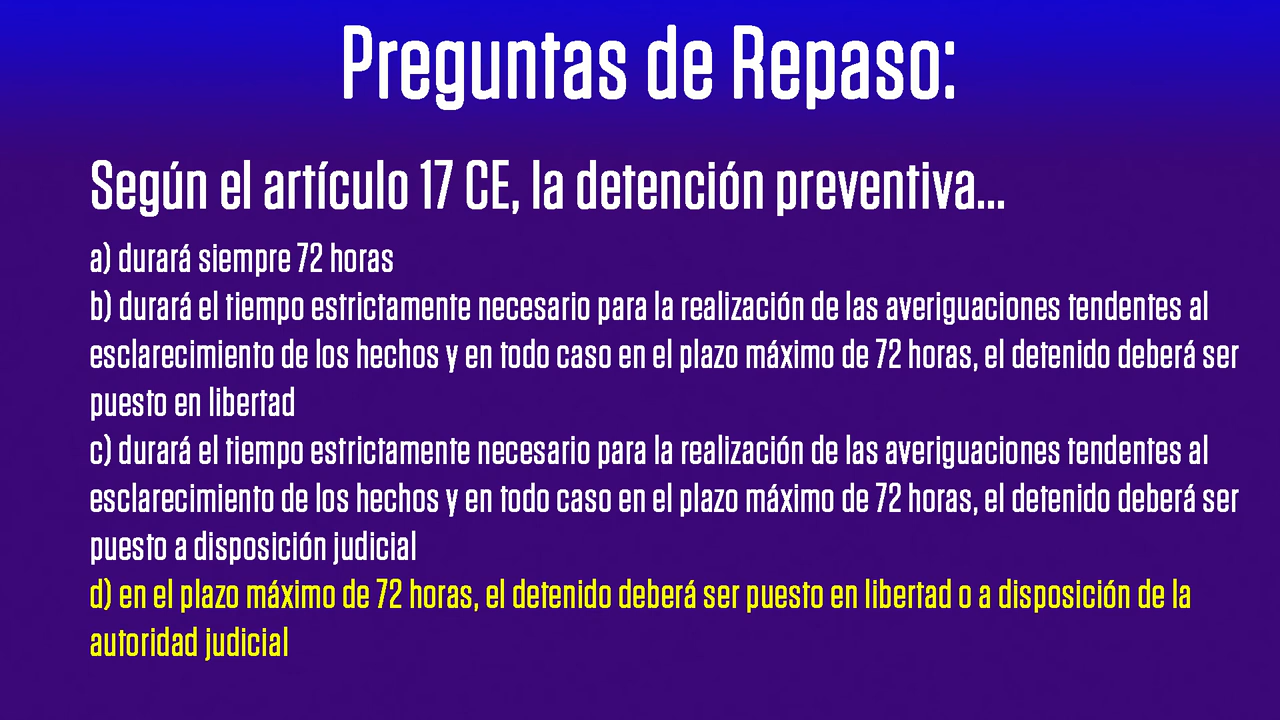 Preguntas de Repaso:
Según el artículo 17 CE, la detención preventiva...
a) durará siempre 72 horas
b) durará el tiempo estrictamente necesario para la realización de las averiguaciones tendentes al
esclarecimiento de los hechos y en todo caso en el plazo máximo de 72 horas, el detenido deberá ser
puesto en libertad
c) durará el tiempo estrictamente necesario para la realización de las averiguaciones tendentes al
esclarecimiento de los hechos y en todo caso en el plazo máximo de 72 horas, el detenido deberá ser
puesto a disposición judicial
d) en el plazo máximo de 72 horas, el detenido deberá ser puesto en libertad o a disposición de la
autoridad judicial